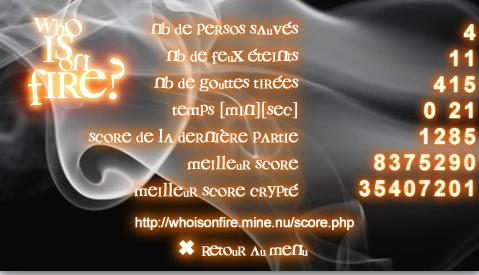 WhO
IS
ON
fIRe?
nb de persos sauvés 4
nb de feux éteints 11
nb de gouttes tirées 415
temps [min][sec] 0 21
score de la dernière partie 1285
meilleur score 8375290
meilleur score crypté 35407201
http://whoisonfire.mine.nu/score.php
✖ Retour au menu